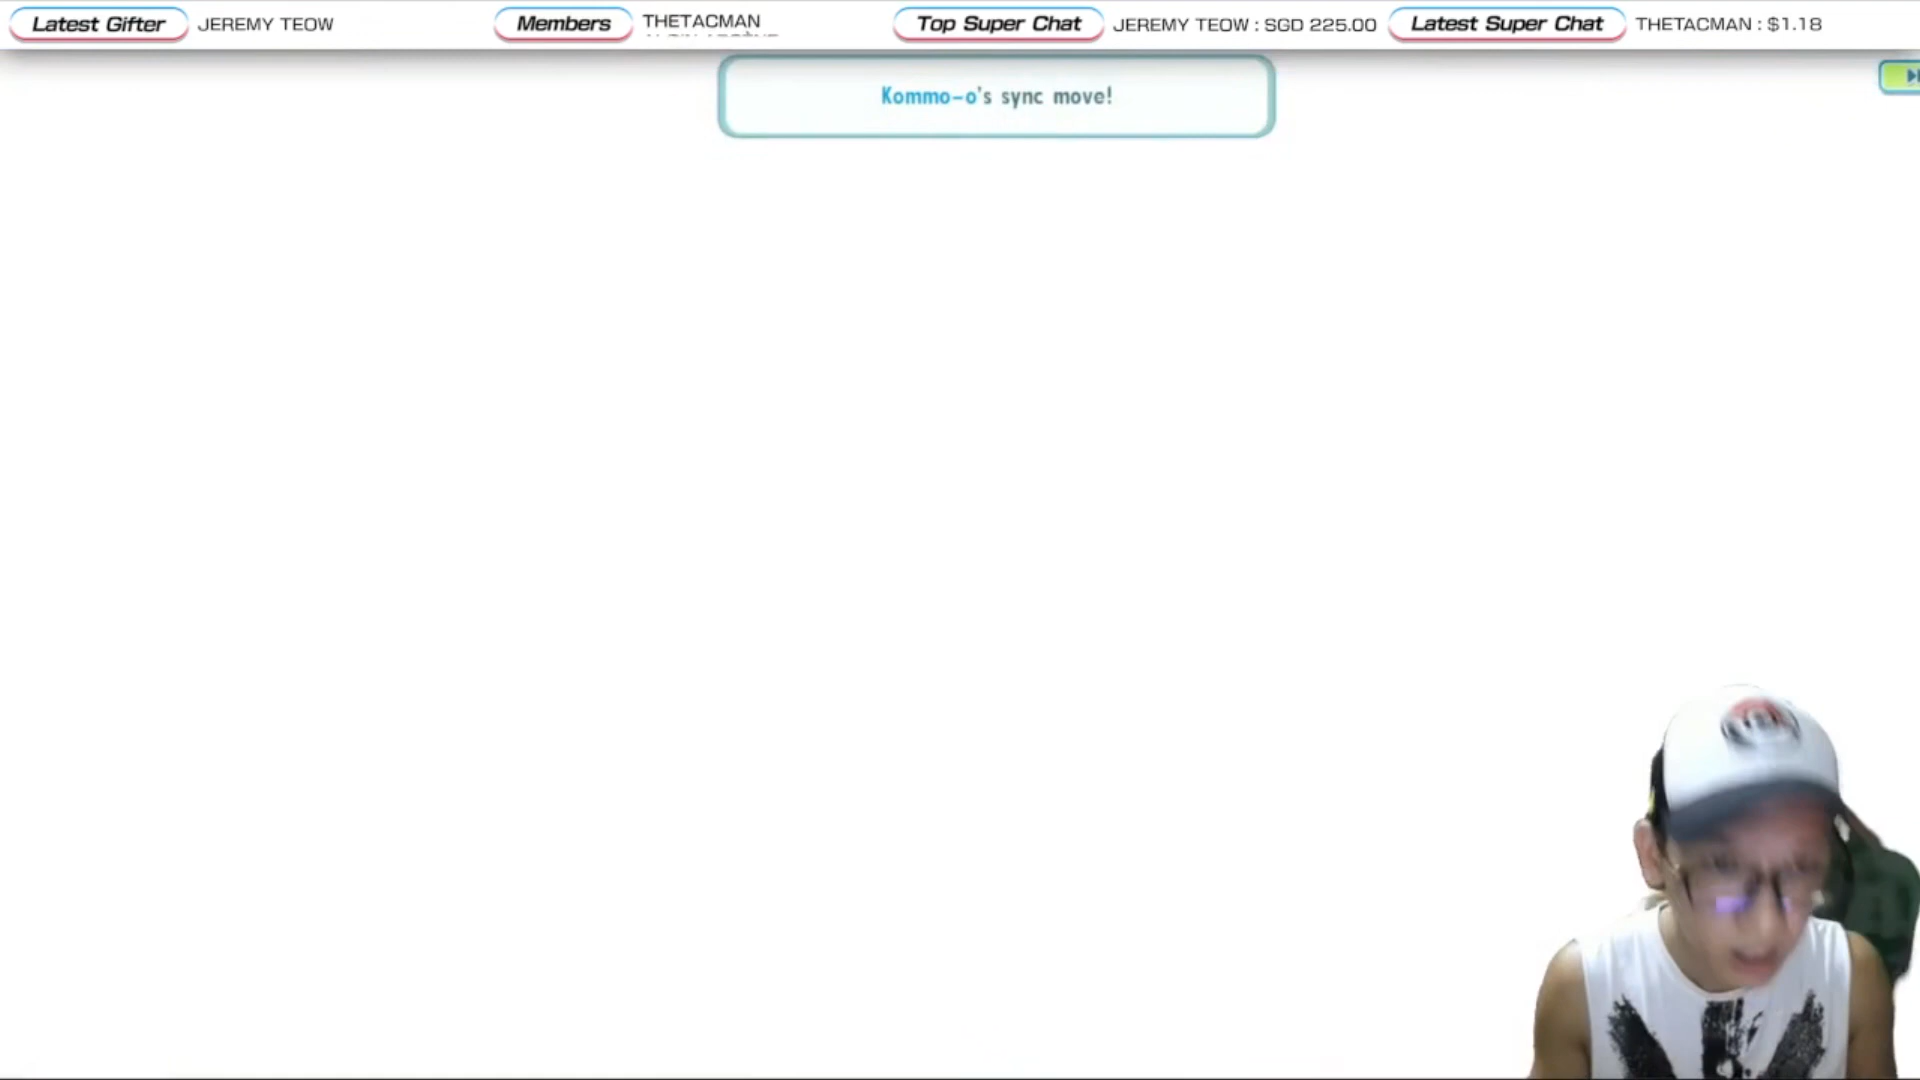 Latest Gifter JEREMY TEOW Members THETACMAN Top Super Chat JEREMY TEOW : SGD 225.00 Latest Super Chat THETACMAN : $1.18
Kommo-o's sync move!